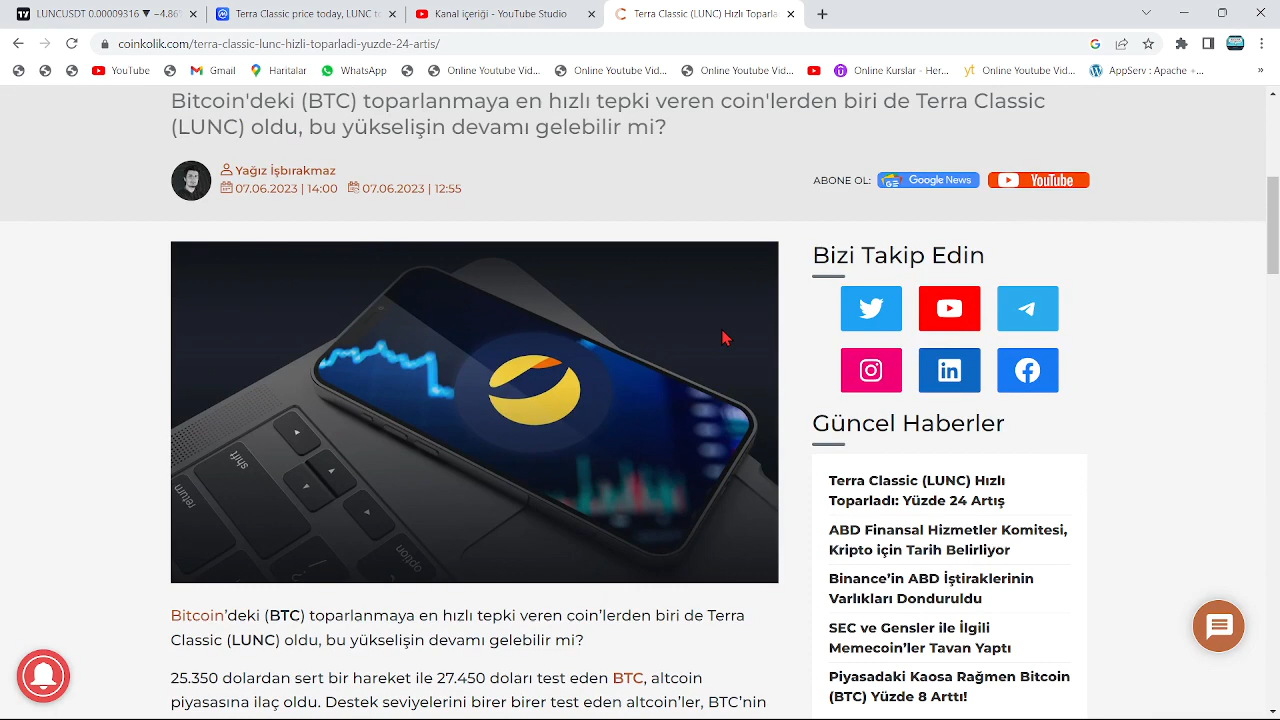 LUNCUSDT 0.00009316 ▼ −4.86%
Terra Classic price today, LUNC to
Kanal içeriği - YouTube Studio
Terra Classic (LUNC) Hızlı Toparla
coinkolik.com/terra-classic-lunc-hizli-toparladi-yuzde-24-artis/
YouTube
Gmail
Haritalar
WhatsApp
Online Youtube Vid...
Online Youtube Vid...
Online Youtube Vid...
Online Kurslar - Her...
yt Online Youtube Vid...
AppServ : Apache +...
»
Bitcoin'deki (BTC) toparlanmaya en hızlı tepki veren coin'lerden biri de Terra Classic
(LUNC) oldu, bu yükselişin devamı gelebilir mi?
Yağız İşbırakmaz
07.06.2023 | 14:00 07.06.2023 | 12:55
ABONE OL: Google News YouTube
shift
return
option
Bitcoin’deki (BTC) toparlanmaya en hızlı tepki veren coin’lerden biri de Terra
Classic (LUNC) oldu, bu yükselişin devamı gelebilir mi?
25.350 dolardan sert bir hareket ile 27.450 doları test eden BTC, altcoin
piyasasına ilaç oldu. Destek seviyelerini birer birer test eden altcoin’ler, BTC’nin
Bizi Takip Edin
Güncel Haberler
Terra Classic (LUNC) Hızlı
Toparladı: Yüzde 24 Artış
ABD Finansal Hizmetler Komitesi,
Kripto için Tarih Belirliyor
Binance’in ABD İştiraklerinin
Varlıkları Donduruldu
SEC ve Gensler ile İlgili
Memecoin’ler Tavan Yaptı
Piyasadaki Kaosa Rağmen Bitcoin
(BTC) Yüzde 8 Arttı!